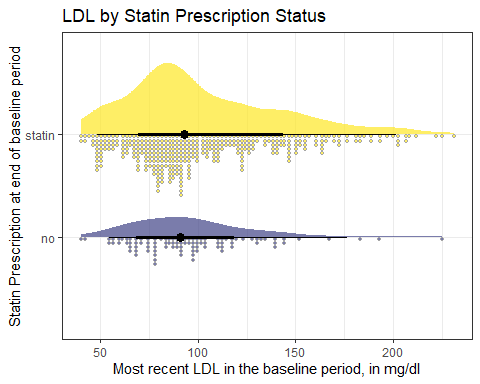 LDL by Statin Prescription Status
Statin Prescription at end of baseline period
statin
no
50
100
150
200
Most recent LDL in the baseline period, in mg/dl